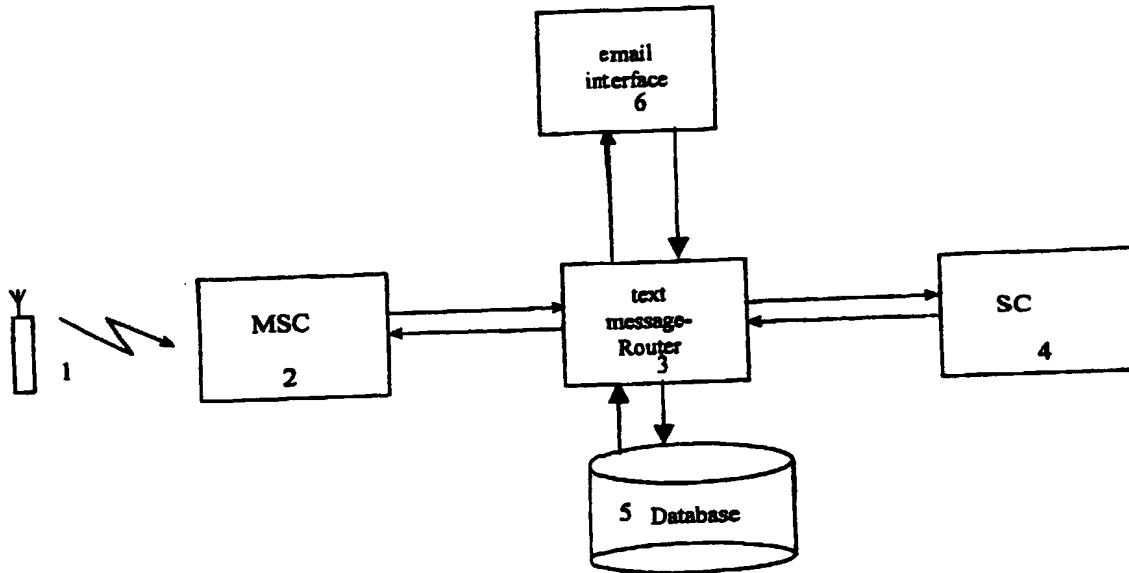 email
interface
6
text
message-
Router
3
MSC
2
1
SC
4
5 Database